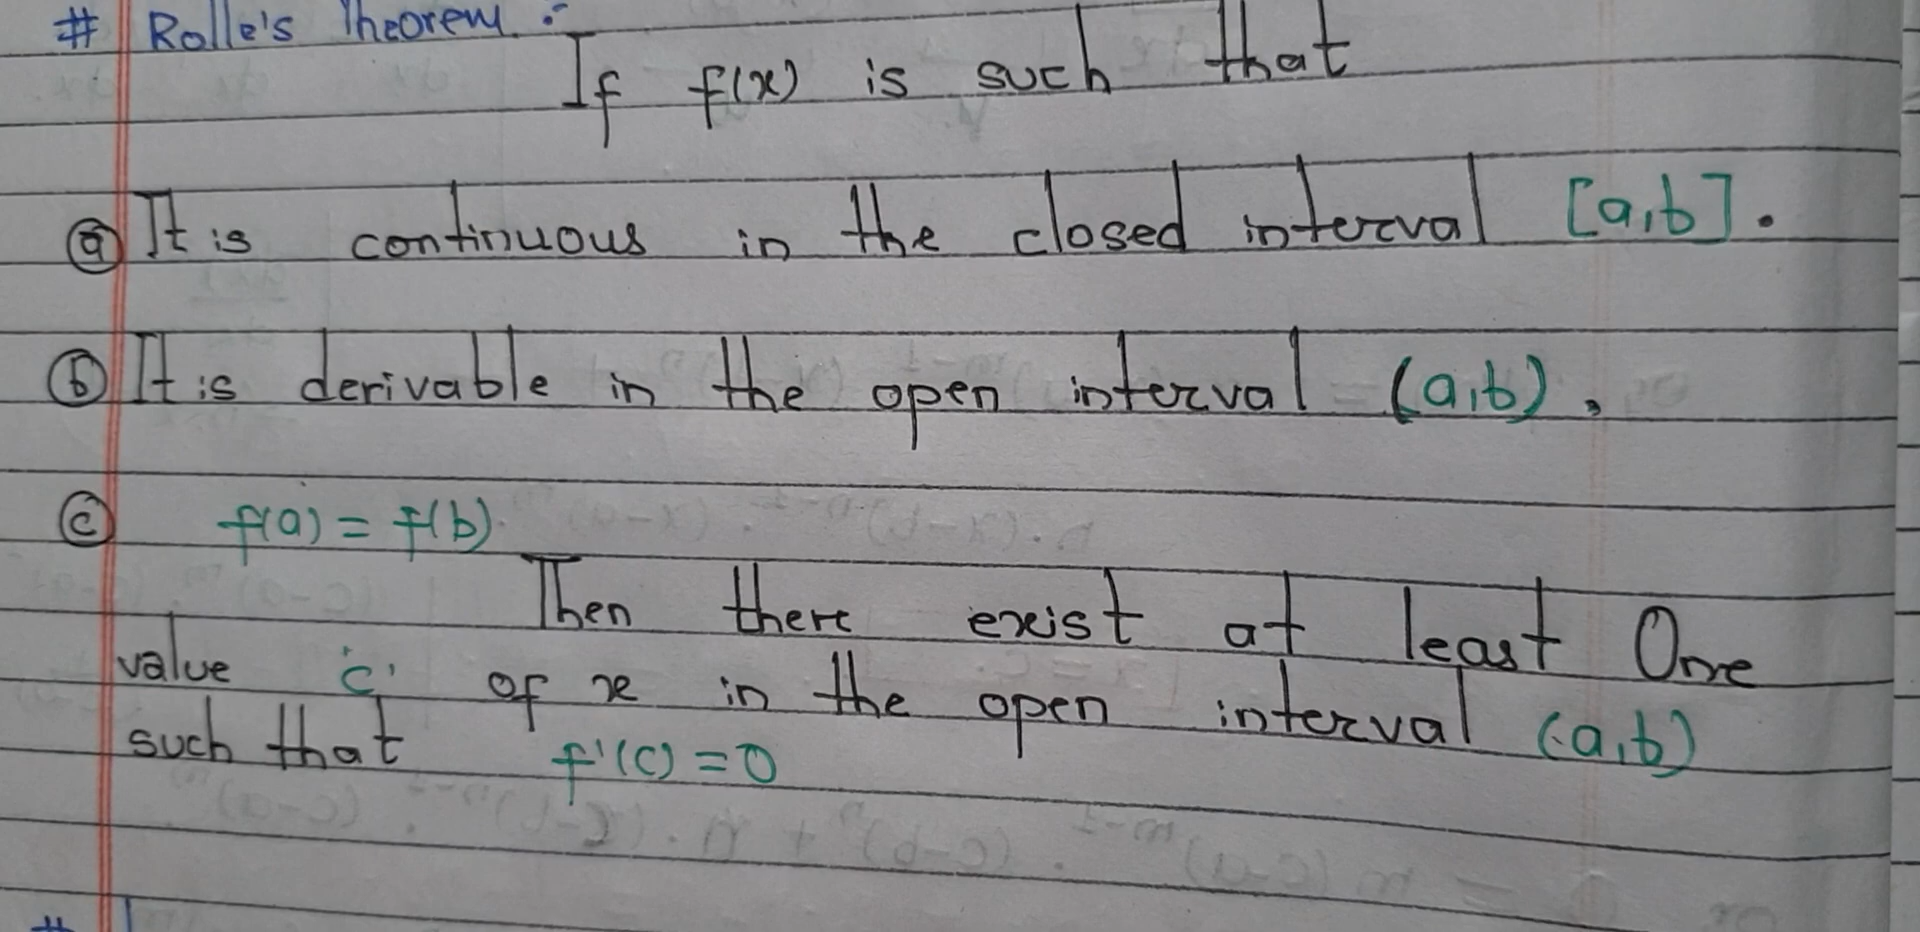 # Rolle's Theorem :-
If f(x) is such that
ⓐ It is continuous in the closed interval [a,b].
ⓑ It is derivable in the open interval (a,b),
ⓒ f(a) = f(b).
Then there exist at least One
value 'c' of x in the open interval (a,b)
such that f'(c) = 0